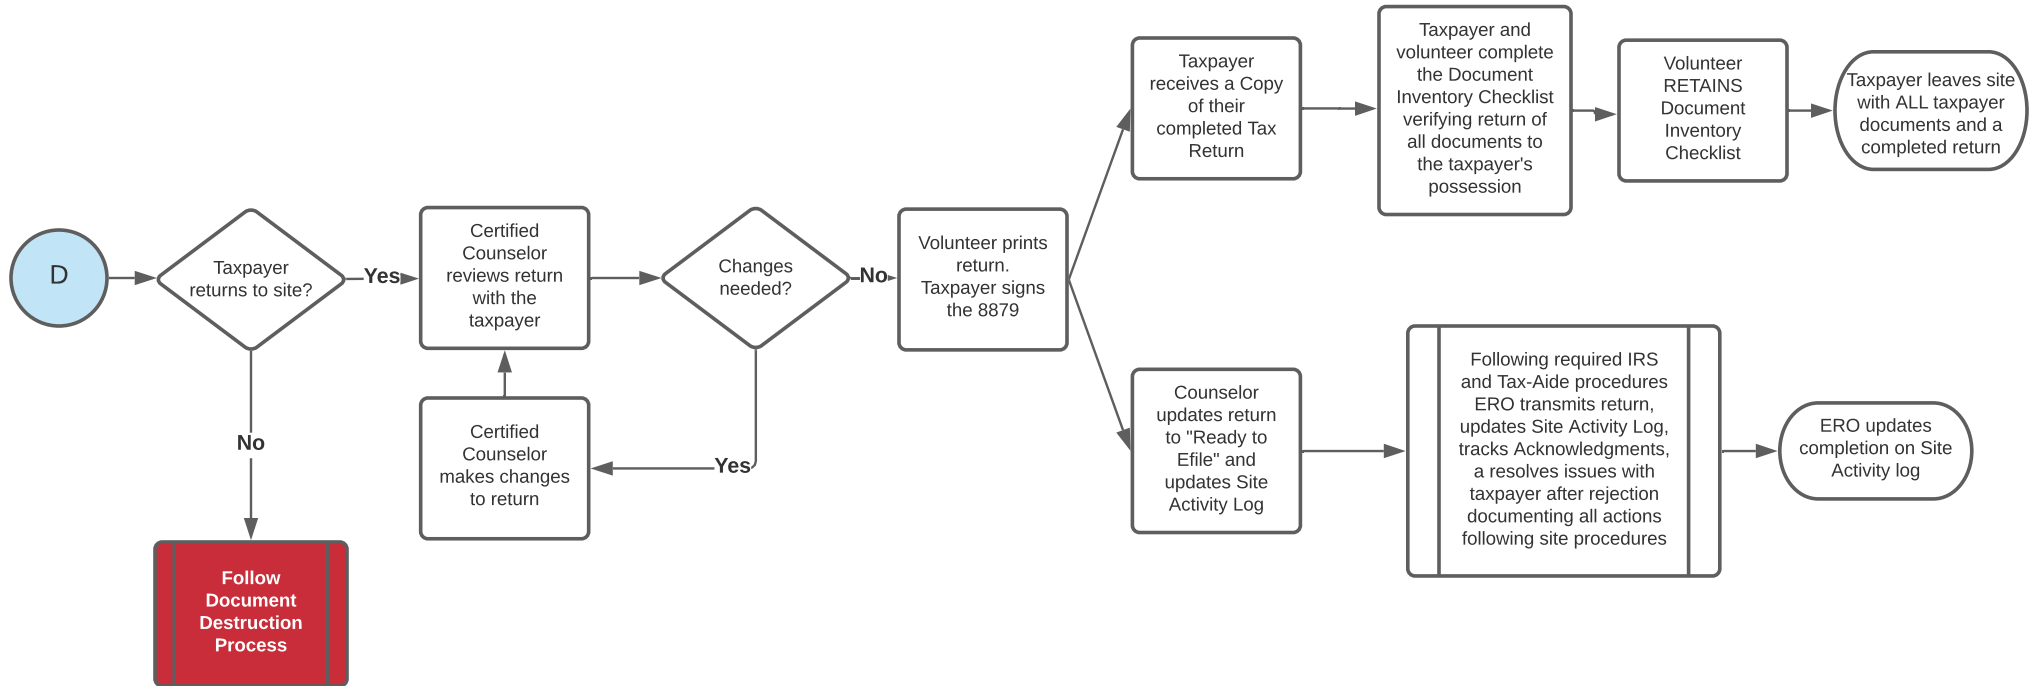 D
Taxpayer
returns to site?
Yes
Certified
Counselor
reviews return
with the
taxpayer
Changes
needed?
No
Volunteer prints
return.
Taxpayer signs
the 8879
Taxpayer
receives a Copy
of their
completed Tax
Return
Taxpayer and
volunteer complete
the Document
Inventory Checklist
verifying return of
all documents to
the taxpayer's
possession
Volunteer
RETAINS
Document
Inventory
Checklist
Taxpayer leaves site
with ALL taxpayer
documents and a
completed return
No
Follow
Document
Destruction
Process
Certified
Counselor
makes changes
to return
Yes
Counselor
updates return
to "Ready to
Efile" and
updates Site
Activity Log
Following required IRS
and Tax-Aide procedures
ERO transmits return,
updates Site Activity Log,
tracks Acknowledgments,
a resolves issues with
taxpayer after rejection
documenting all actions
following site procedures
ERO updates
completion on Site
Activity log